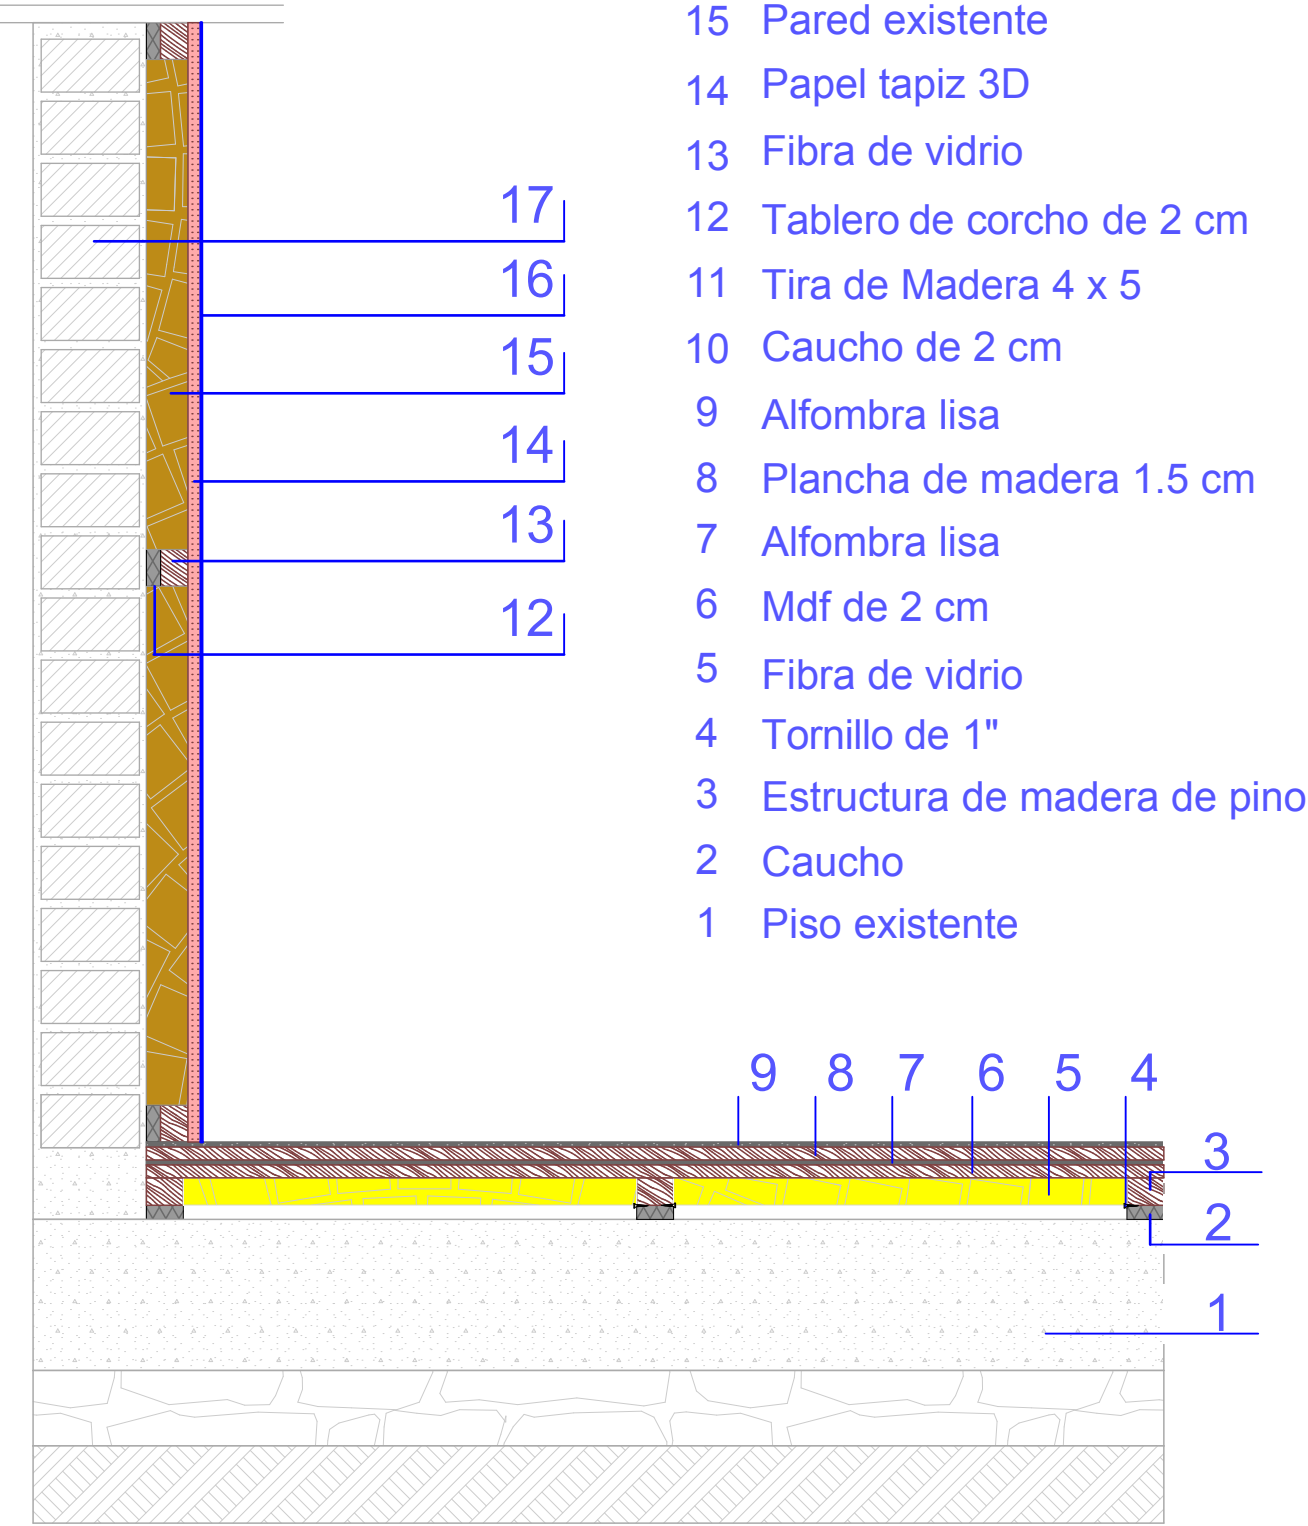 15 Pared existente
14 Papel tapiz 3D
13 Fibra de vidrio
12 Tablero de corcho de 2 cm
11 Tira de Madera 4 x 5
10 Caucho de 2 cm
9 Alfombra lisa
8 Plancha de madera 1.5 cm
7 Alfombra lisa
6 Mdf de 2 cm
5 Fibra de vidrio
4 Tornillo de 1"
3 Estructura de madera de pino
2 Caucho
1 Piso existente
17
16
15
14
13
12
9 8 7 6 5 4
3
2
1